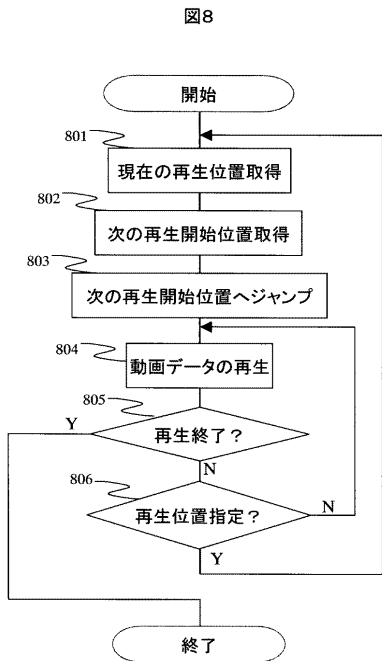 図8
開始
801
現在の再生位置取得
802
次の再生開始位置取得
803
次の再生開始位置へジャンプ
804
動画データの再生
805
Y
再生終了?
N
806
再生位置指定?
N
Y
終了